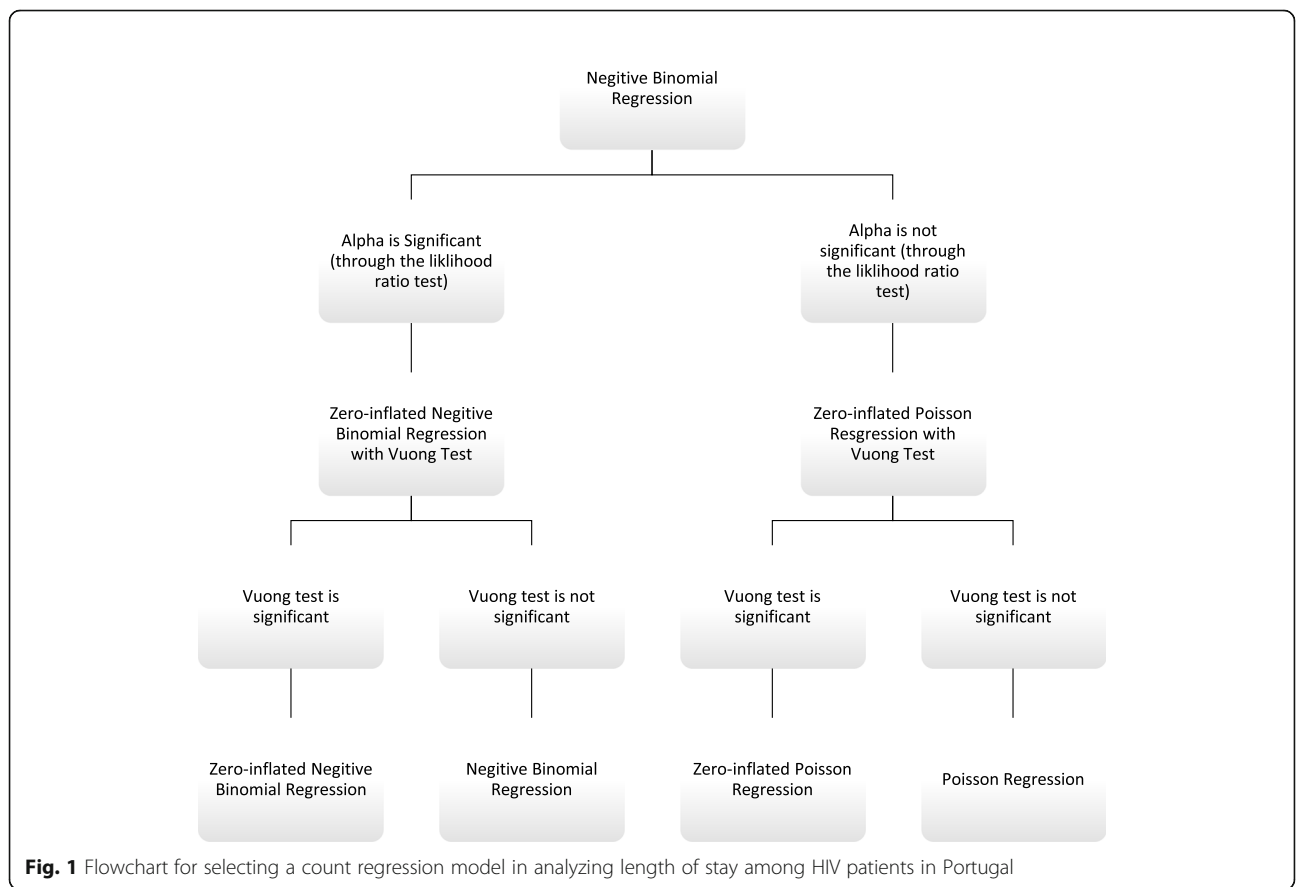 Negitive Binomial
Regression
Alpha is Significant
(through the liklihood
ratio test)
Alpha is not
significant (through
the liklihood ratio
test)
Zero-inflated Negitive
Binomial Regression
with Vuong Test
Zero-inflated Poisson
Resgression with
Vuong Test
Vuong test is
significant
Vuong test is not
significant
Vuong test is
significant
Vuong test is not
significant
Zero-inflated Negitive
Binomial Regression
Negitive Binomial
Regression
Zero-inflated Poisson
Regression
Poisson Regression
Fig. 1 Flowchart for selecting a count regression model in analyzing length of stay among HIV patients in Portugal